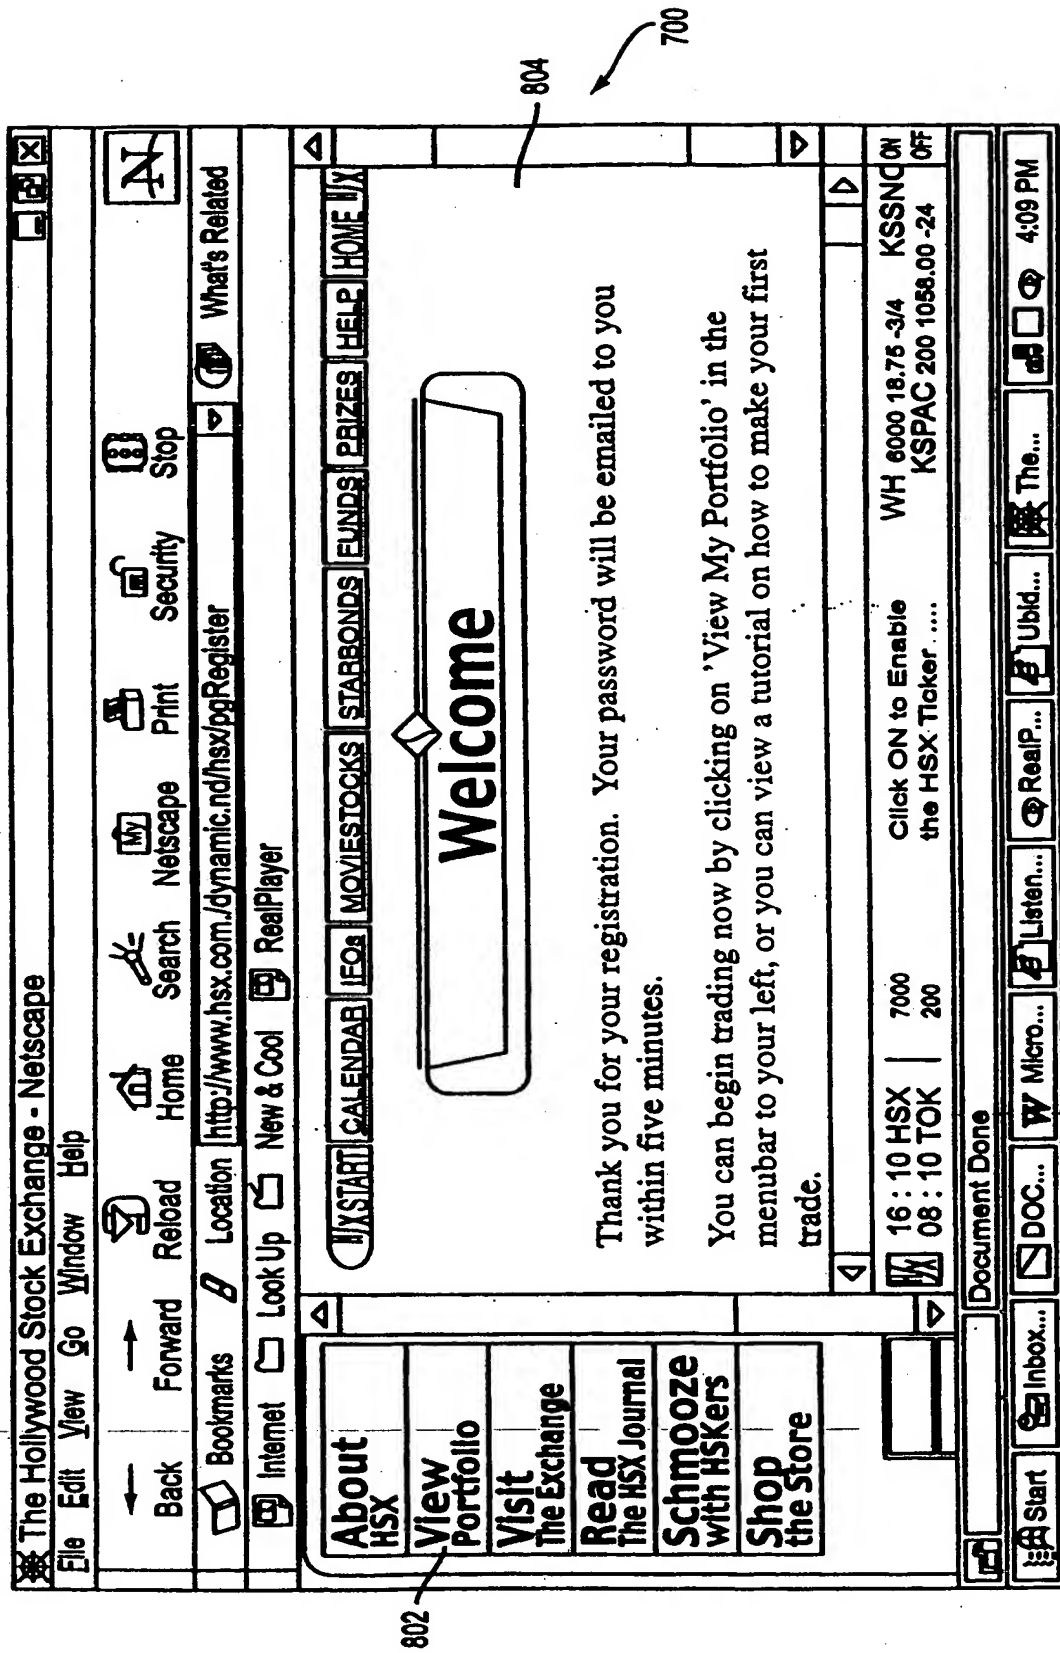 The Hollywood Stock Exchange - Netscape
File Edit View Go Window Help
Back Forward Reload Home Search Netscape Print Security Stop
My
N
Bookmarks Location http://www.hsx.com./dynamic.nd/hsx/pgRegister What's Related
Internet Look Up New & Cool RealPlayer
About
HSX
View
Portfolio
Visit
The Exchange
Read
The HSX Journal
Schmooze
with HSKers
Shop
the Store
START CALENDAR IFOs MOVIESTOCKS STARBONDS FUNDS PRIZES HELP HOME
Welcome
Thank you for your registration. Your password will be emailed to you
within five minutes.
You can begin trading now by clicking on 'View My Portfolio' in the
menubar to your left, or you can view a tutorial on how to make your first
trade.
16 : 10 HSX | 7000 Click ON to Enable WH 6000 18.75 -3/4 KSSNO ON
08 : 10 TOK | 200 the HSX Ticker .... KSPAC 200 1058.00 -24 OFF
Document Done
Start Inbox... DOC... W Micro... Listen... RealP... Ubid... The... 4:09 PM
802
804
700